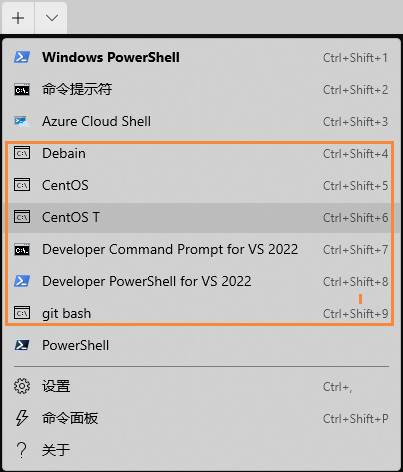 Windows PowerShell Ctrl+Shift+1
命令提示符 Ctrl+Shift+2
Azure Cloud Shell Ctrl+Shift+3
Debain Ctrl+Shift+4
CentOS Ctrl+Shift+5
CentOS T Ctrl+Shift+6
Developer Command Prompt for VS 2022 Ctrl+Shift+7
Developer PowerShell for VS 2022 Ctrl+Shift+8
git bash Ctrl+Shift+9
PowerShell
设置 Ctrl+,
命令面板 Ctrl+Shift+P
关于